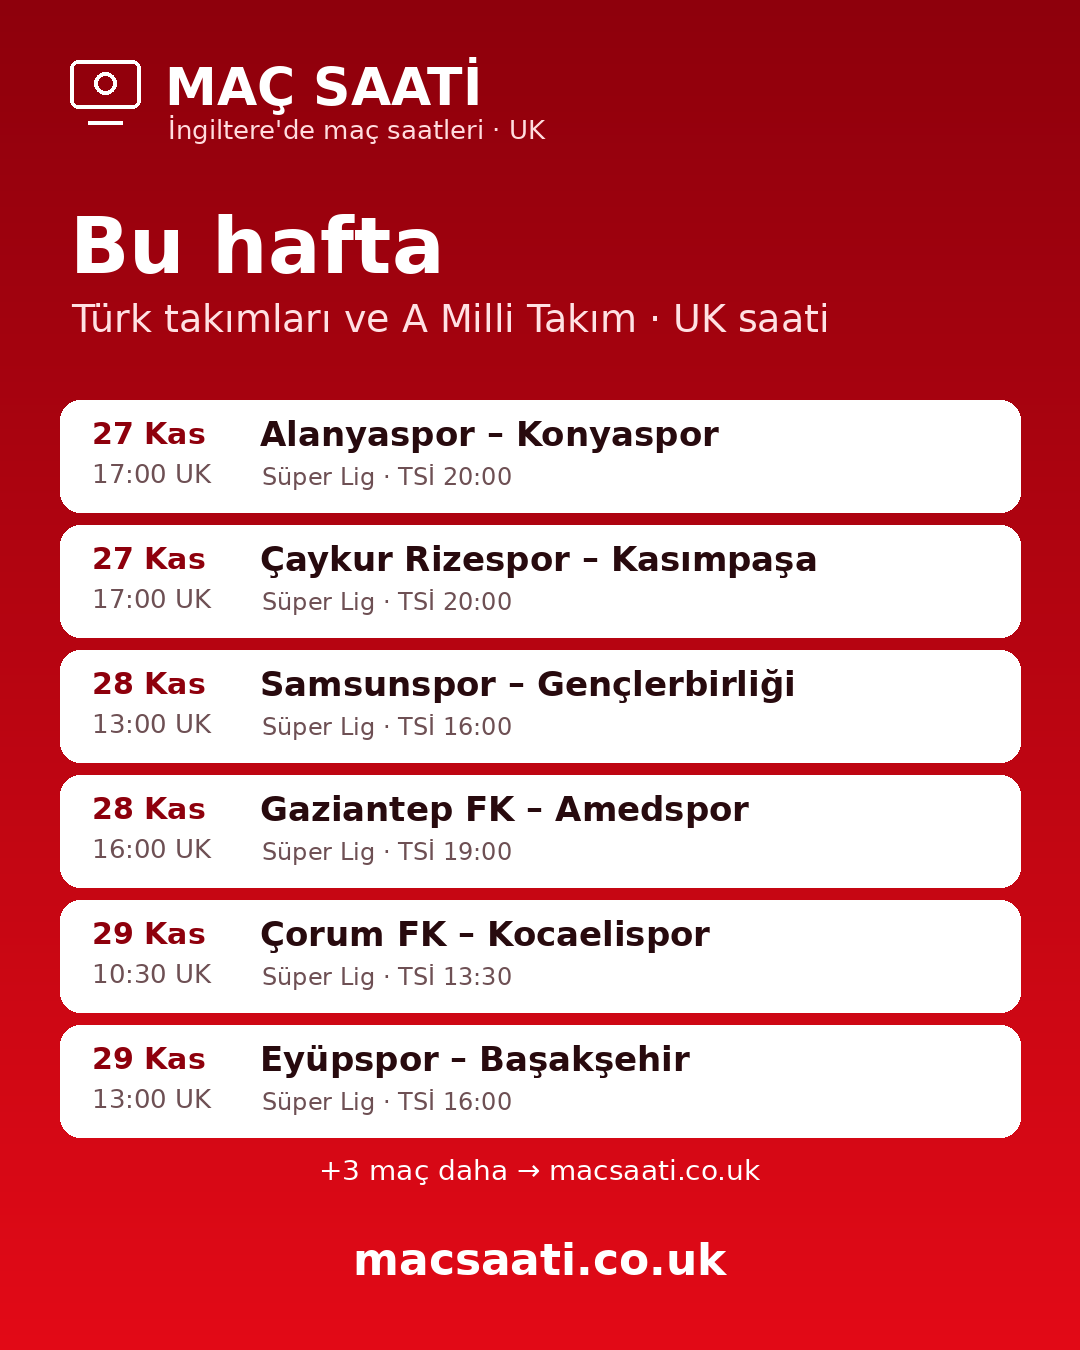 MAÇ SAATİ
İngiltere'de maç saatleri · UK
Bu hafta
Türk takımları ve A Milli Takım · UK saati
27 Kas
17:00 UK
Alanyaspor – Konyaspor
Süper Lig · TSİ 20:00
27 Kas
17:00 UK
Çaykur Rizespor – Kasımpaşa
Süper Lig · TSİ 20:00
28 Kas
13:00 UK
Samsunspor – Gençlerbirliği
Süper Lig · TSİ 16:00
28 Kas
16:00 UK
Gaziantep FK – Amedspor
Süper Lig · TSİ 19:00
29 Kas
10:30 UK
Çorum FK – Kocaelispor
Süper Lig · TSİ 13:30
29 Kas
13:00 UK
Eyüpspor – Başakşehir
Süper Lig · TSİ 16:00
+3 maç daha → macsaati.co.uk
macsaati.co.uk